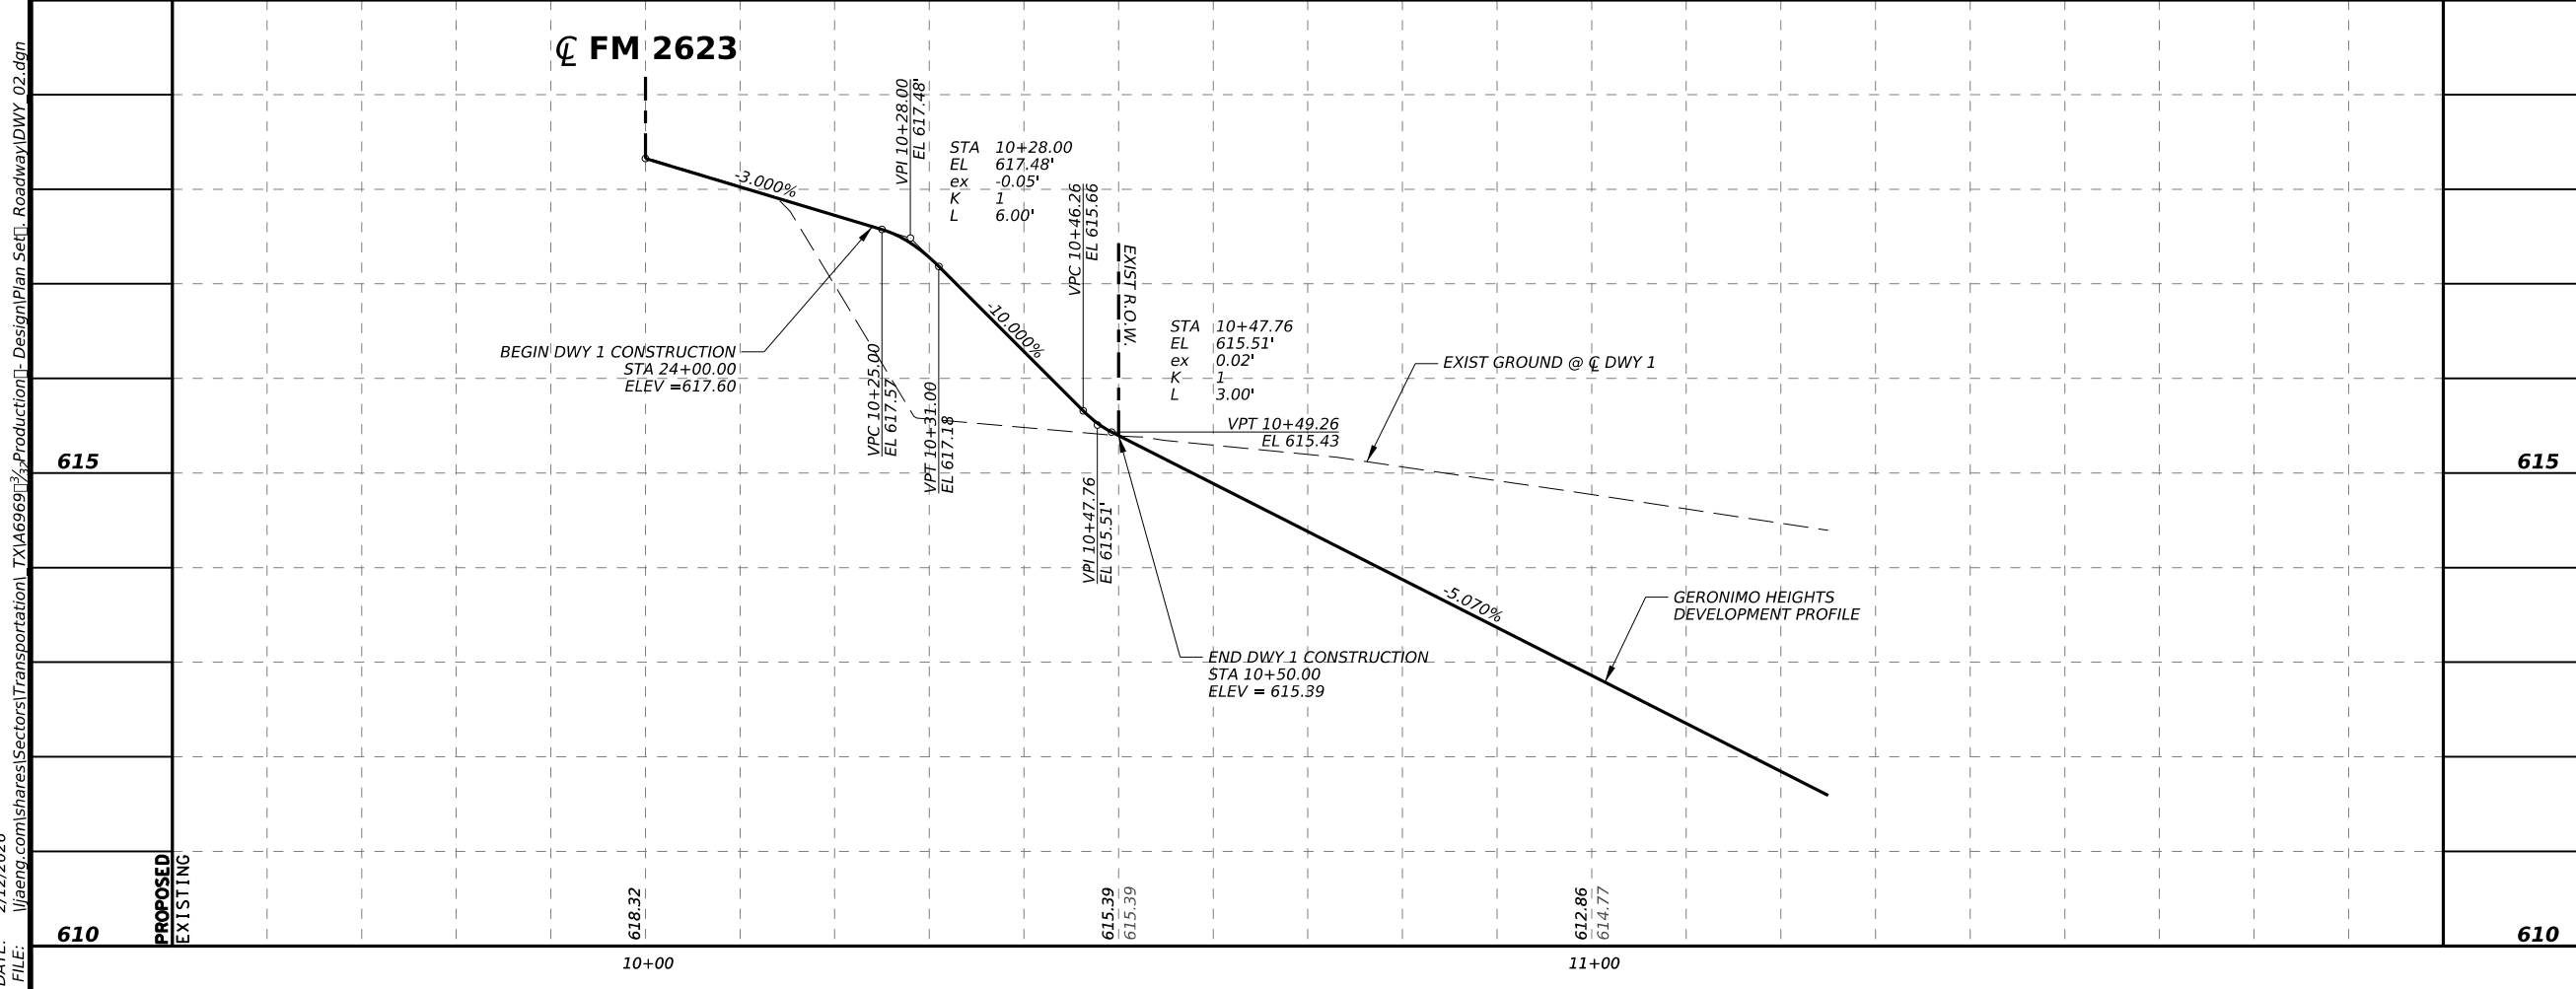 ℄ FM 2623
-3.000%
VPI 10+28.00
EL 617.48'
STA 10+28.00
EL 617.48'
ex -0.05'
K 1
L 6.00'
VPC 10+46.26
EL 615.66
EXIST R.O.W.
-10.000%
STA 10+47.76
EL 615.51'
ex 0.02'
K 1
L 3.00'
BEGIN DWY 1 CONSTRUCTION
STA 24+00.00
ELEV =617.60
VPC 10+25.00
EL 617.57
VPT 10+31.00
EL 617.18
EXIST GROUND @ ℄ DWY 1
VPT 10+49.26
EL 615.43
615
615
VPI 10+47.76
EL 615.51'
-5.070%
GERONIMO HEIGHTS
DEVELOPMENT PROFILE
END DWY 1 CONSTRUCTION
STA 10+50.00
ELEV = 615.39
PROPOSED
EXISTING
618.32
615.39
615.39
612.86
614.77
610
610
10+00
11+00
DATE:
FILE: